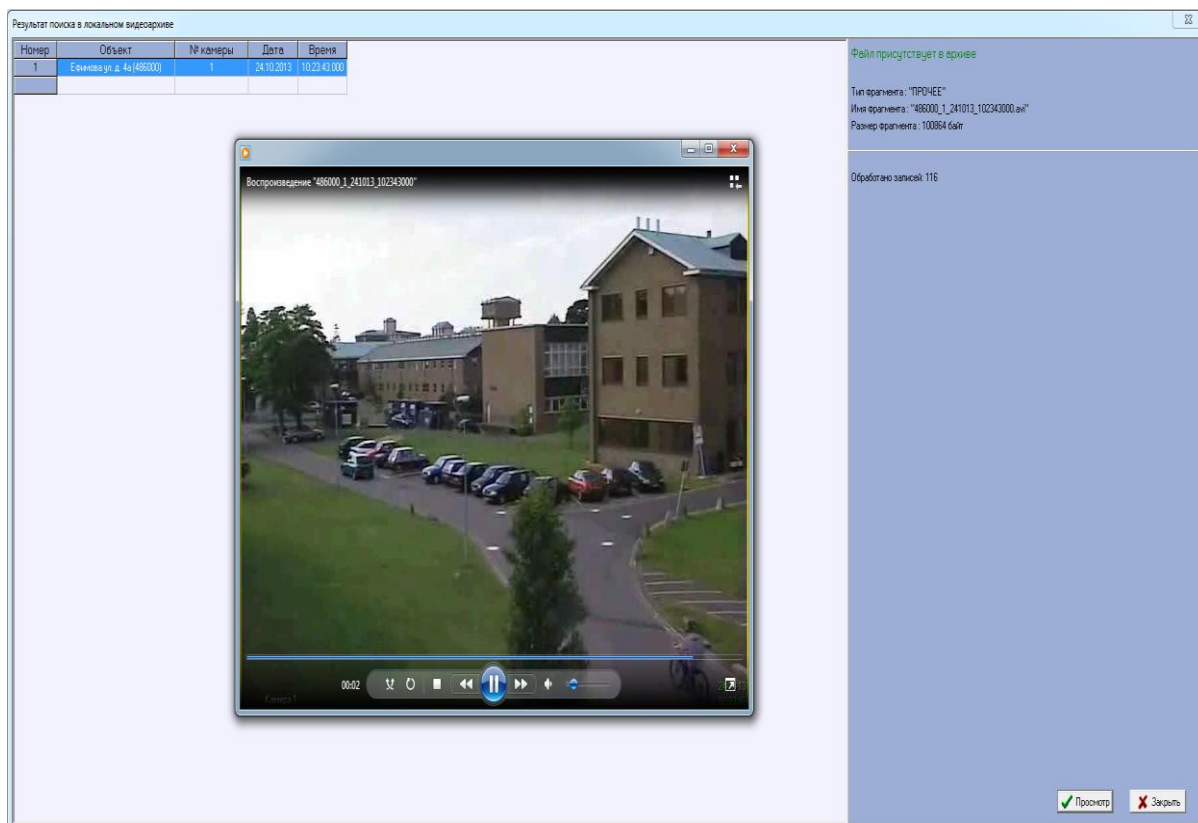 Результат поиска в локальном видеоархиве
Номер Объект № камеры Дата Время
1 Ефимова ул. д. 4а (486000) 1 24.10.2013 10:23:43.000
Файл присутствует в архиве
Тип фрагмента : "ПРОЧЕЕ"
Имя фрагмента : "486000_1_241013_102343000.avi"
Размер фрагмента : 100864 байт
Обработано записей: 116
Воспроизведение "486000_1_241013_102343000"
00:02
Камера 1
Просмотр
Закрыть